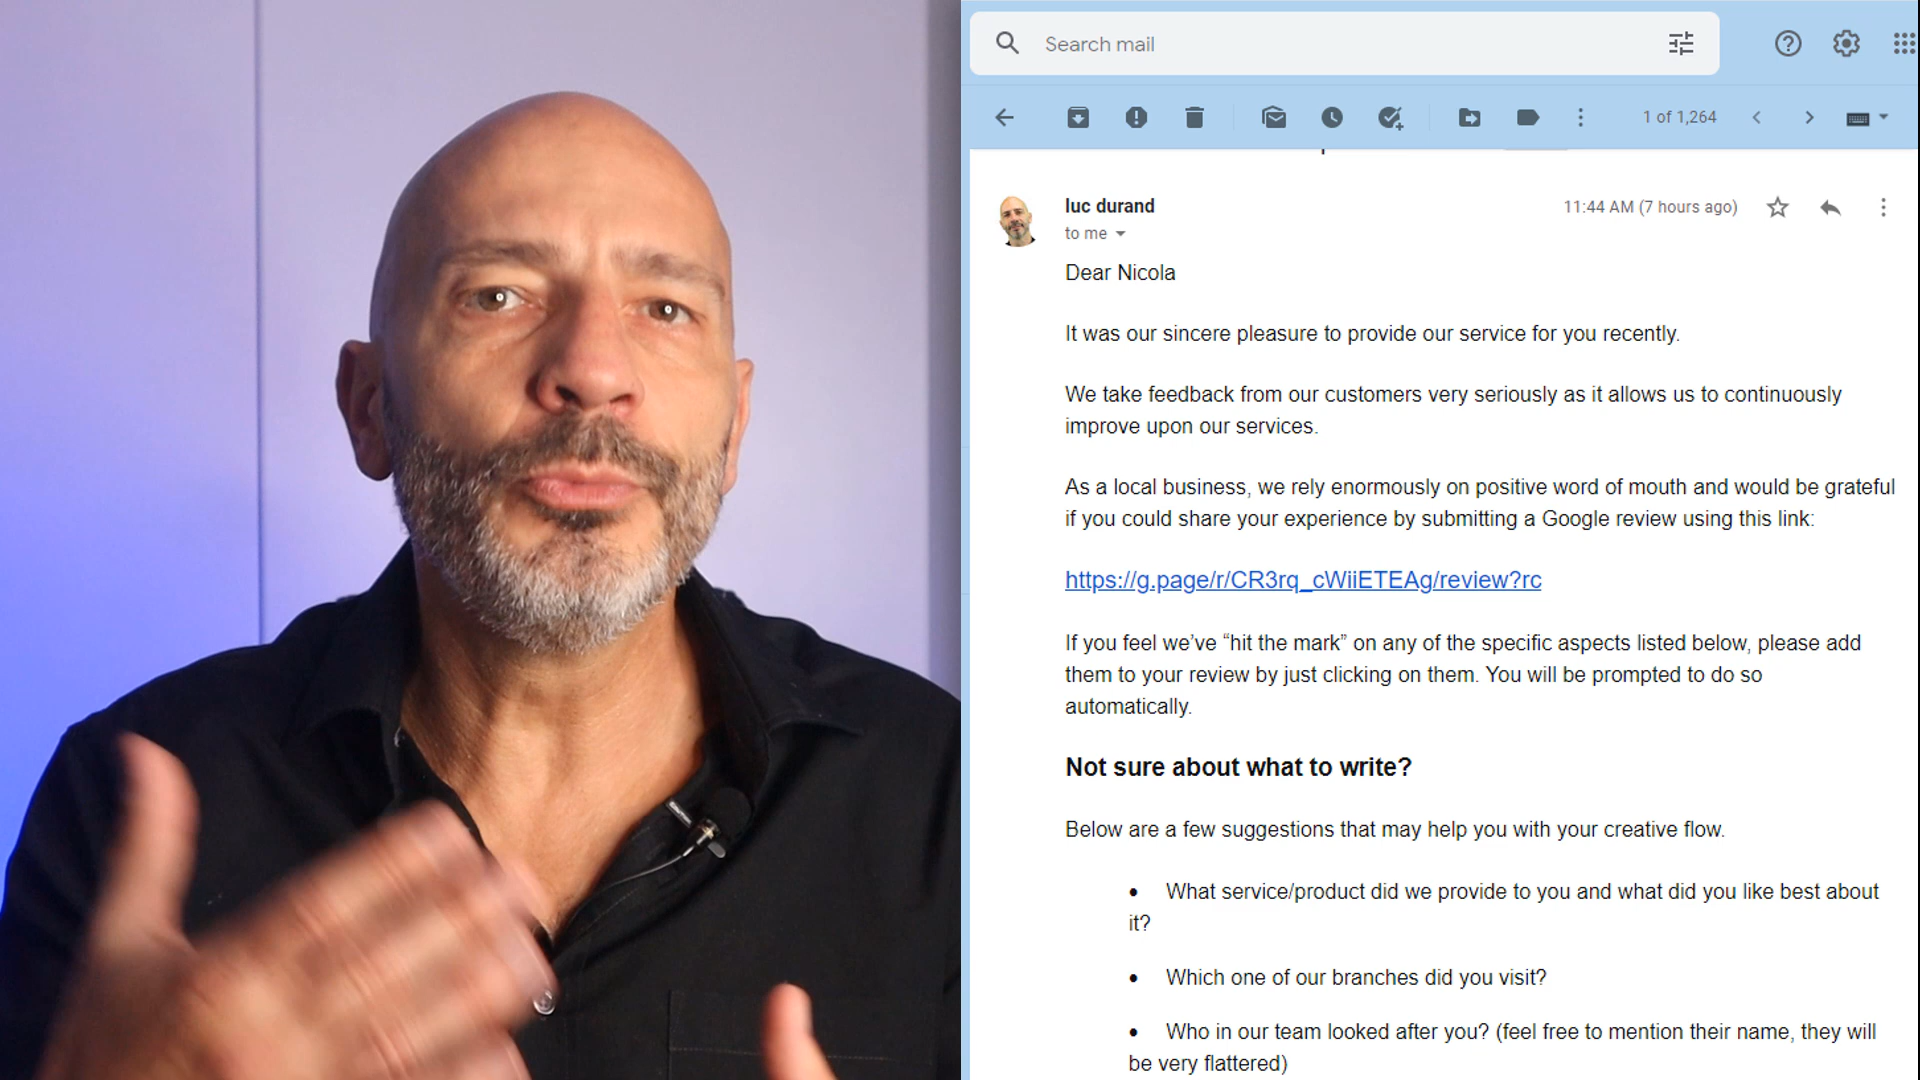 Search mail
1 of 1,264
luc durand
11:44 AM (7 hours ago)
to me
Dear Nicola
It was our sincere pleasure to provide our service for you recently.
We take feedback from our customers very seriously as it allows us to continuously
improve upon our services.
As a local business, we rely enormously on positive word of mouth and would be grateful
if you could share your experience by submitting a Google review using this link:
https://g.page/r/CR3rq_cWiiETEAg/review?rc
If you feel we've “hit the mark” on any of the specific aspects listed below, please add
them to your review by just clicking on them. You will be prompted to do so
automatically.
Not sure about what to write?
Below are a few suggestions that may help you with your creative flow.
• What service/product did we provide to you and what did you like best about
it?
• Which one of our branches did you visit?
• Who in our team looked after you? (feel free to mention their name, they will
be very flattered)